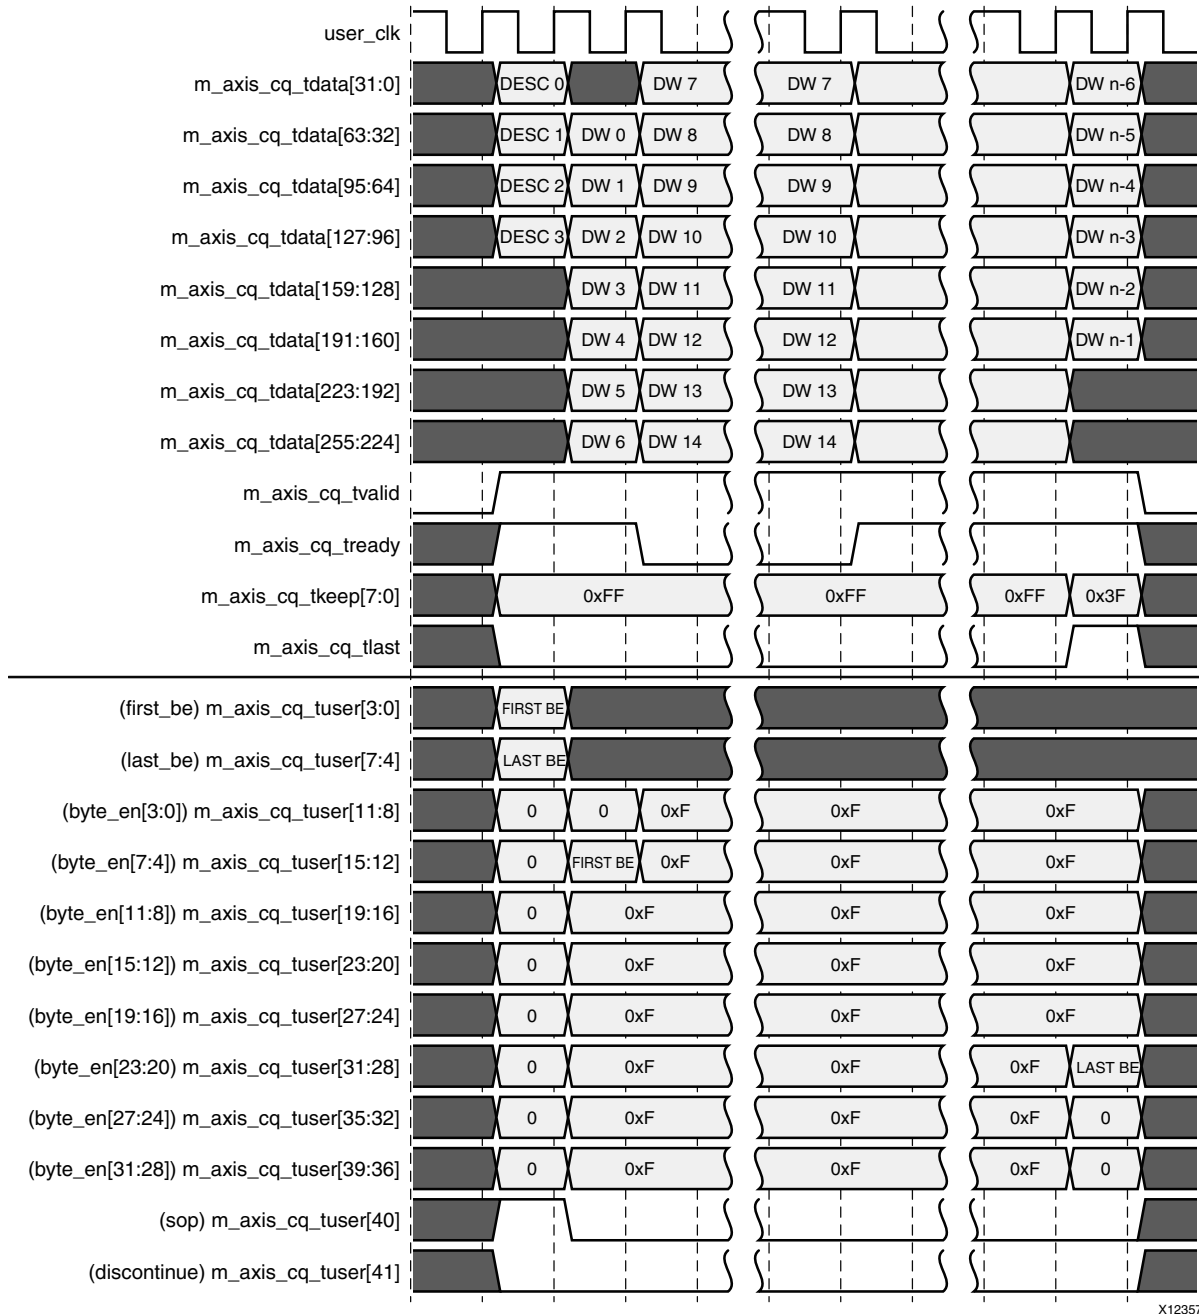 user_clk
m_axis_cq_tdata[31:0] DESC 0 DW 7 DW 7 DW n-6
m_axis_cq_tdata[63:32] DESC 1 DW 0 DW 8 DW 8 DW n-5
m_axis_cq_tdata[95:64] DESC 2 DW 1 DW 9 DW 9 DW n-4
m_axis_cq_tdata[127:96] DESC 3 DW 2 DW 10 DW 10 DW n-3
m_axis_cq_tdata[159:128] DW 3 DW 11 DW 11 DW n-2
m_axis_cq_tdata[191:160] DW 4 DW 12 DW 12 DW n-1
m_axis_cq_tdata[223:192] DW 5 DW 13 DW 13
m_axis_cq_tdata[255:224] DW 6 DW 14 DW 14
m_axis_cq_tvalid
m_axis_cq_tready
m_axis_cq_tkeep[7:0] 0xFF 0xFF 0xFF 0x3F
m_axis_cq_tlast
(first_be) m_axis_cq_tuser[3:0] FIRST BE
(last_be) m_axis_cq_tuser[7:4] LAST BE
(byte_en[3:0]) m_axis_cq_tuser[11:8] 0 0 0xF 0xF 0xF
(byte_en[7:4]) m_axis_cq_tuser[15:12] 0 FIRST BE 0xF 0xF 0xF
(byte_en[11:8]) m_axis_cq_tuser[19:16] 0 0xF 0xF 0xF
(byte_en[15:12]) m_axis_cq_tuser[23:20] 0 0xF 0xF 0xF
(byte_en[19:16]) m_axis_cq_tuser[27:24] 0 0xF 0xF 0xF
(byte_en[23:20) m_axis_cq_tuser[31:28] 0 0xF 0xF 0xF LAST BE
(byte_en[27:24]) m_axis_cq_tuser[35:32] 0 0xF 0xF 0xF 0
(byte_en[31:28]) m_axis_cq_tuser[39:36] 0 0xF 0xF 0xF 0
(sop) m_axis_cq_tuser[40]
(discontinue) m_axis_cq_tuser[41]
X12357